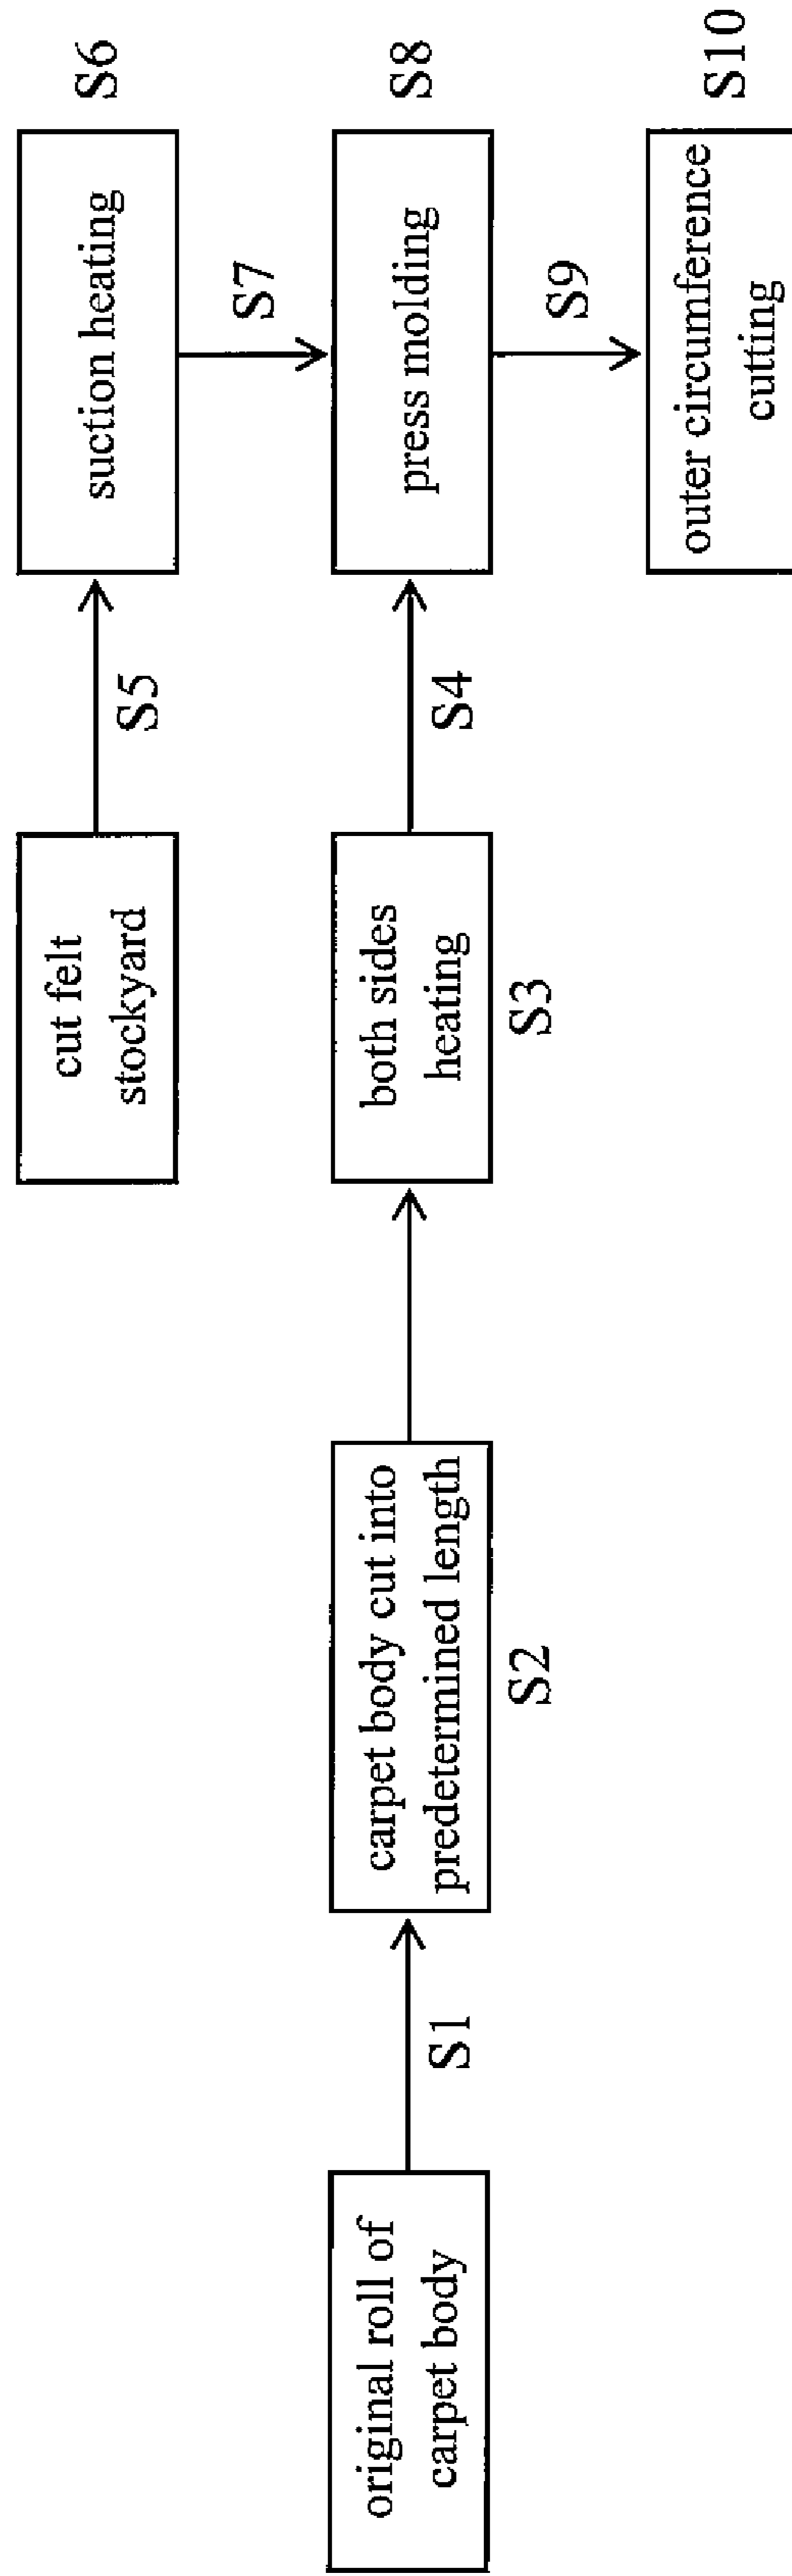 original roll of
carpet body
S1
carpet body cut into
predetermined length
S2
both sides
heating
S3
S4
cut felt
stockyard
S5
suction heating
S6
S7
press molding
S8
S9
outer circumference
cutting
S10